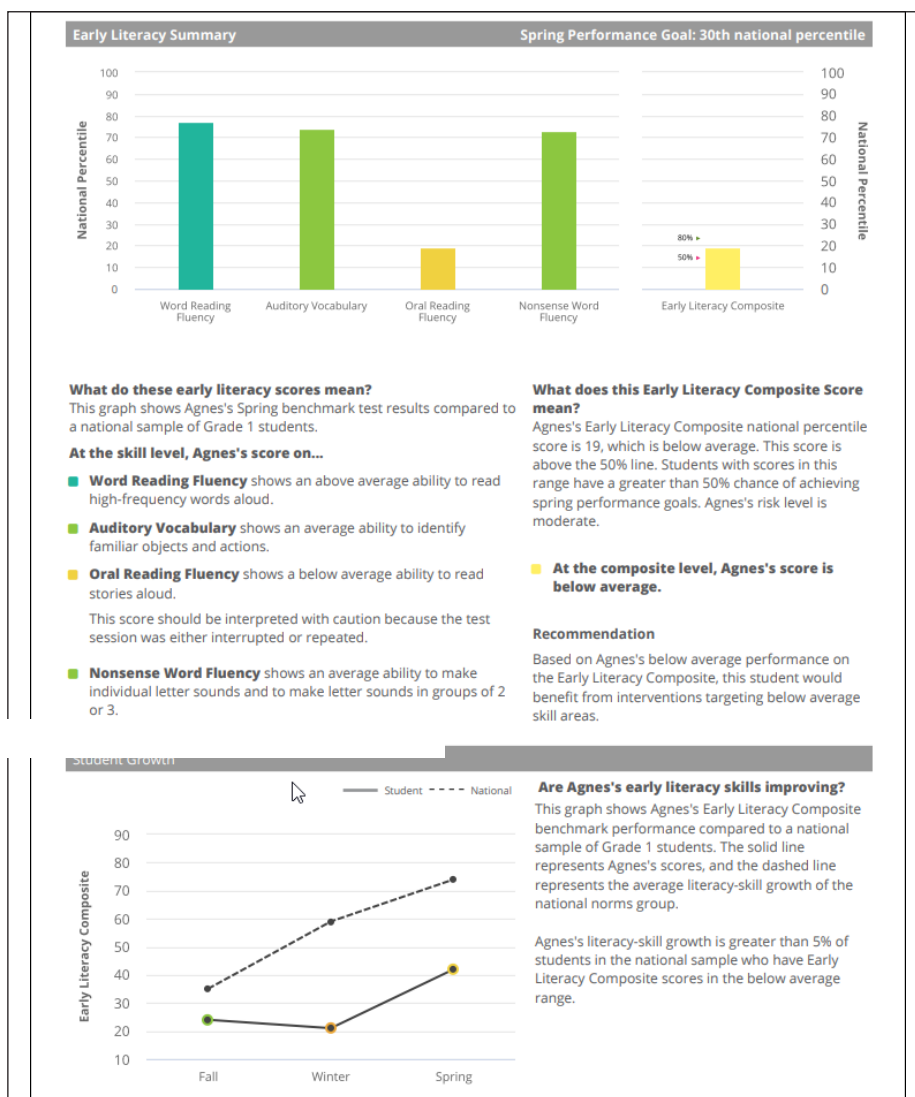 Early Literacy Summary
Spring Performance Goal: 30th national percentile
100
90
80
70
60
50
40
30
20
10
0
National Percentile
Word Reading
Fluency
Auditory Vocabulary
Oral Reading
Fluency
Nonsense Word
Fluency
80%
50%
Early Literacy Composite
100
90
80
70
60
50
40
30
20
10
0
National Percentile
What do these early literacy scores mean?
This graph shows Agnes's Spring benchmark test results compared to
a national sample of Grade 1 students.
At the skill level, Agnes's score on...
Word Reading Fluency shows an above average ability to read
high-frequency words aloud.
Auditory Vocabulary shows an average ability to identify
familiar objects and actions.
Oral Reading Fluency shows a below average ability to read
stories aloud.
This score should be interpreted with caution because the test
session was either interrupted or repeated.
Nonsense Word Fluency shows an average ability to make
individual letter sounds and to make letter sounds in groups of 2
or 3.
What does this Early Literacy Composite Score
mean?
Agnes's Early Literacy Composite national percentile
score is 19, which is below average. This score is
above the 50% line. Students with scores in this
range have a greater than 50% chance of achieving
spring performance goals. Agnes's risk level is
moderate.
At the composite level, Agnes's score is
below average.
Recommendation
Based on Agnes's below average performance on
the Early Literacy Composite, this student would
benefit from interventions targeting below average
skill areas.
Student Growth
Student
National
90
80
70
60
50
40
30
20
10
Early Literacy Composite
Fall
Winter
Spring
Are Agnes's early literacy skills improving?
This graph shows Agnes's Early Literacy Composite
benchmark performance compared to a national
sample of Grade 1 students. The solid line
represents Agnes's scores, and the dashed line
represents the average literacy-skill growth of the
national norms group.
Agnes's literacy-skill growth is greater than 5% of
students in the national sample who have Early
Literacy Composite scores in the below average
range.